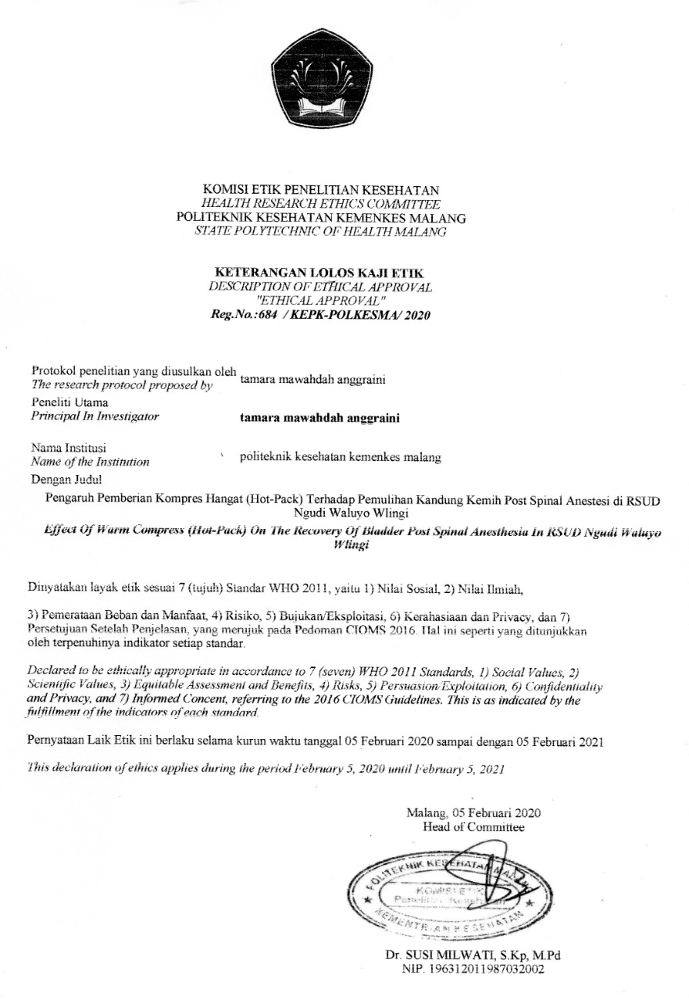 KOMISI ETIK PENELITIAN KESEHATAN
HEALTH RESEARCH ETHICS COMMITTEE
POLITEKNIK KESEHATAN KEMENKES MALANG
STATE POLYTECHNIC OF HEALTH MALANG
KETERANGAN LOLOS KAJI ETIK
DESCRIPTION OF ETHICAL APPROVAL
"ETHICAL APPROVAL"
Reg.No.:684 / KEPK-POLKESMA/ 2020
Protokol penelitian yang diusulkan oleh
The research protocol proposed by
tamara mawahdah anggraini
Peneliti Utama
Principal In Investigator
tamara mawahdah anggraini
Nama Institusi
Name of the Institution
politeknik kesehatan kemenkes malang
Dengan Judul
Pengaruh Pemberian Kompres Hangat (Hot-Pack) Terhadap Pemulihan Kandung Kemih Post Spinal Anestesi di RSUD
Ngudi Waluyo Wlingi
Effect Of Warm Compress (Hot-Pack) On The Recovery Of Bladder Post Spinal Anesthesia In RSUD Ngudi Waluyo
Wlingi
Dinyatakan layak etik sesuai 7 (tujuh) Standar WHO 2011, yaitu 1) Nilai Sosial, 2) Nilai Ilmiah,
3) Pemerataan Beban dan Manfaat, 4) Risiko, 5) Bujukan/Eksploitasi, 6) Kerahasiaan dan Privacy, dan 7)
Persetujuan Setelah Penjelasan, yang merujuk pada Pedoman CIOMS 2016. Hal ini seperti yang ditunjukkan
oleh terpenuhinya indikator setiap standar.
Declared to be ethically appropriate in accordance to 7 (seven) WHO 2011 Standards, 1) Social Values, 2)
Scientific Values, 3) Equitable Assessment and Benefits, 4) Risks, 5) Persuasion/Exploitation, 6) Confidentiality
and Privacy, and 7) Informed Concent, referring to the 2016 CIOMS Guidelines. This is as indicated by the
fulfillment of the indicators of each standard.
Pernyataan Laik Etik ini berlaku selama kurun waktu tanggal 05 Februari 2020 sampai dengan 05 Februari 2021
This declaration of ethics applies during the period February 5, 2020 until February 5, 2021
Malang, 05 Februari 2020
Head of Committee
POLITEKNIK KESEHATAN MALANG
KOMISI ETIK
Penelitian Kesehatan
KEMENTRIAN KESEHATAN
Dr. SUSI MILWATI, S.Kp, M.Pd
NIP. 196312011987032002